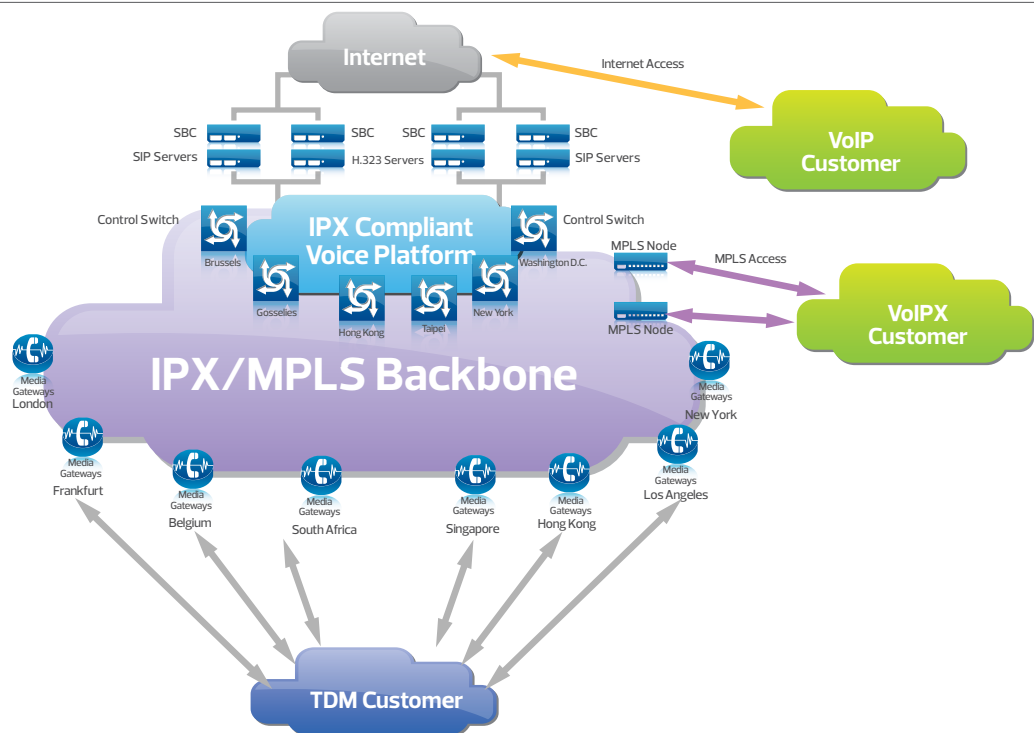 Internet
Internet Access
VoIP
Customer
SBC
SBC
SBC
SBC
SIP Servers
H.323 Servers
SIP Servers
Control Switch
IPX Compliant
Voice Platform
Control Switch
Brussels
Washington D.C.
Gosselies
Hong Kong
Taipei
New York
MPLS Node
MPLS Access
MPLS Node
VoIPX
Customer
IPX/MPLS Backbone
Media
Gateways
London
Media
Gateways
New York
Media
Gateways
Frankfurt
Media
Gateways
Belgium
Media
Gateways
South Africa
Media
Gateways
Singapore
Media
Gateways
Hong Kong
Media
Gateways
Los Angeles
TDM Customer